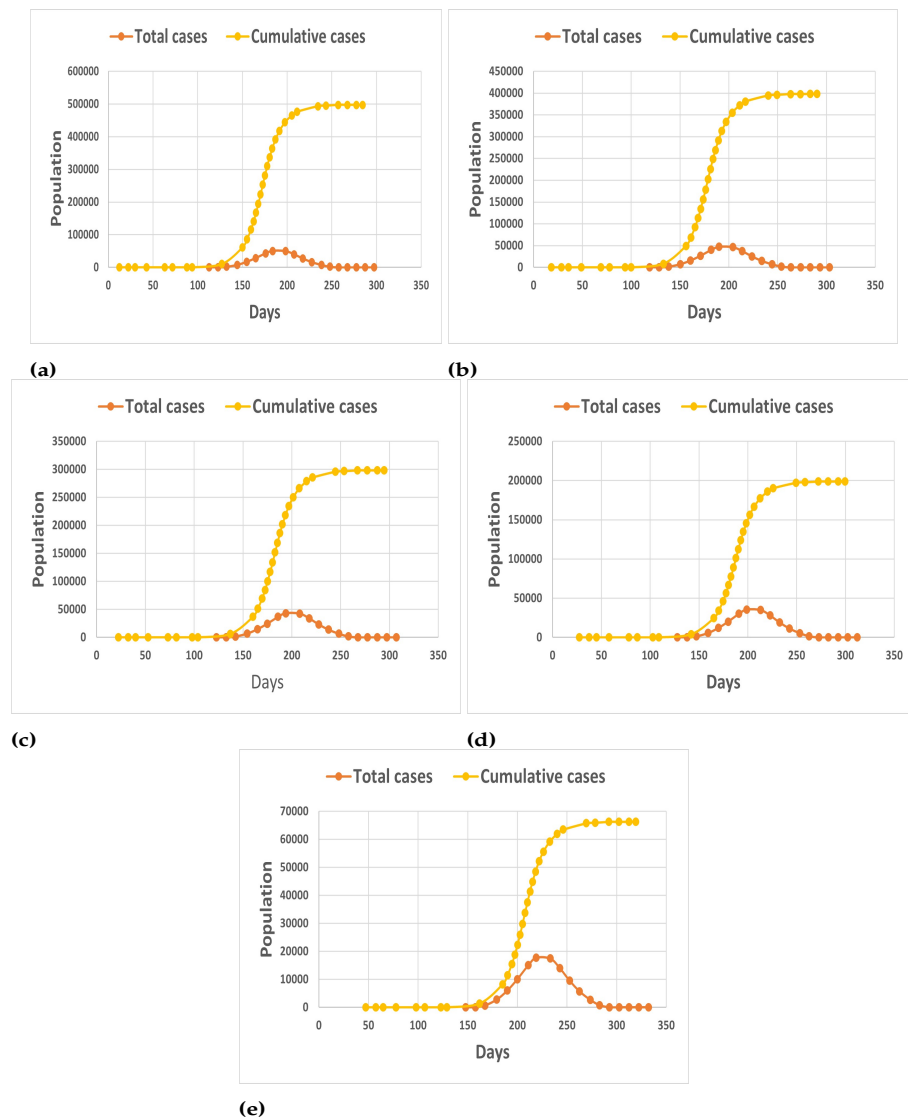 Total cases Cumulative cases
Population
600000
500000
400000
300000
200000
100000
0
0 50 100 150 200 250 300 350
Days
(a)
Total cases Cumulative cases
Population
450000
400000
350000
300000
250000
200000
150000
100000
50000
0
0 50 100 150 200 250 300 350
Days
(b)
Total cases Cumulative cases
Population
350000
300000
250000
200000
150000
100000
50000
0
0 50 100 150 200 250 300 350
Days
(c)
Total cases Cumulative cases
Population
250000
200000
150000
100000
50000
0
0 50 100 150 200 250 300 350
Days
(d)
Total cases Cumulative cases
Population
70000
60000
50000
40000
30000
20000
10000
0
0 50 100 150 200 250 300 350
Days
(e)